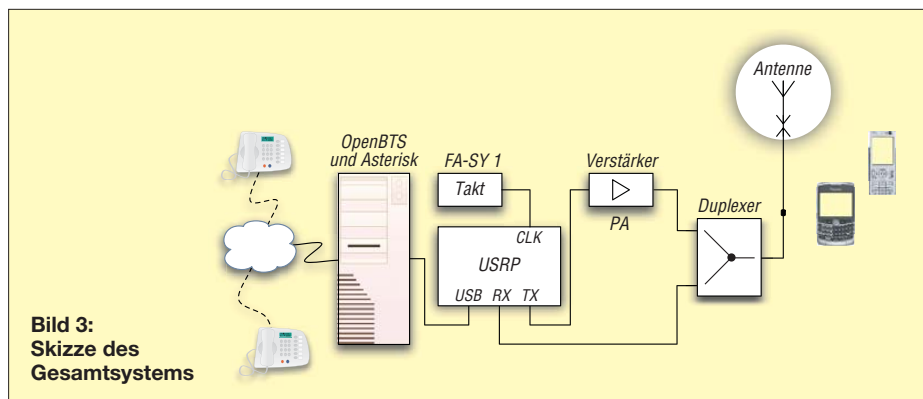 Antenne
OpenBTS
und Asterisk
FA-SY 1
Verstärker
Takt
Duplexer
PA
CLK
USRP
USB RX TX
Bild 3:
Skizze des
Gesamtsystems